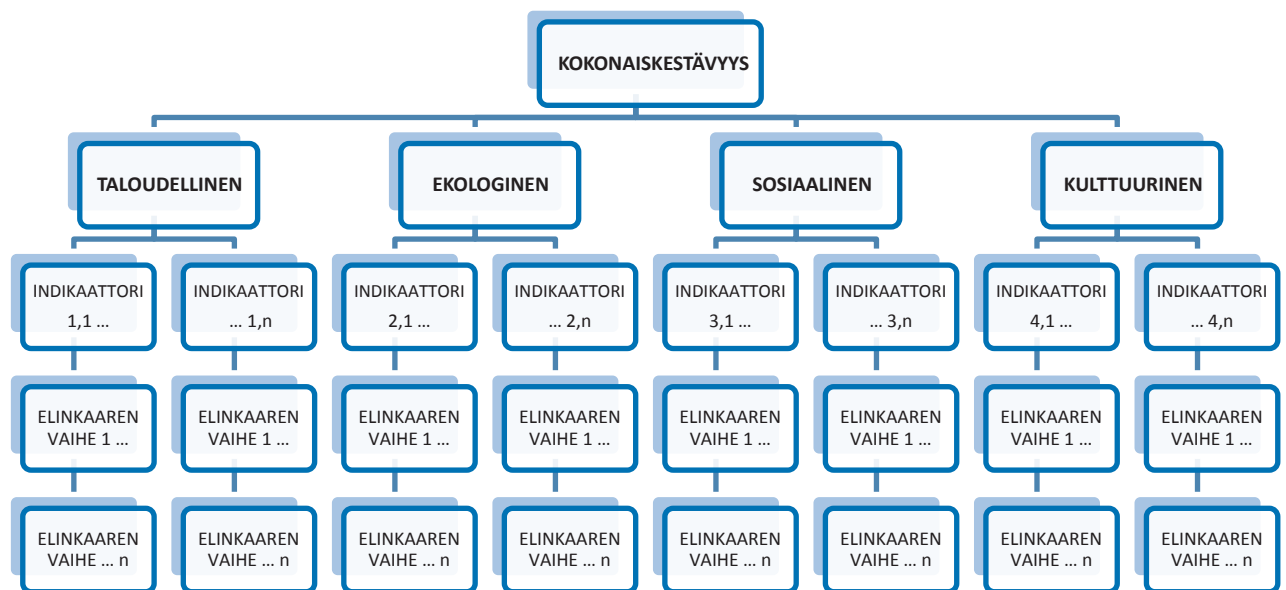 KOKONAISKESTÄVYYS
TALOUDELLINEN
EKOLOGINEN
SOSIAALINEN
KULTTUURINEN
INDIKAATTORI
1,1 ...
INDIKAATTORI
... 1,n
INDIKAATTORI
2,1 ...
INDIKAATTORI
... 2,n
INDIKAATTORI
3,1 ...
INDIKAATTORI
... 3,n
INDIKAATTORI
4,1 ...
INDIKAATTORI
... 4,n
ELINKAAREN
VAIHE 1 ...
ELINKAAREN
VAIHE 1 ...
ELINKAAREN
VAIHE 1 ...
ELINKAAREN
VAIHE 1 ...
ELINKAAREN
VAIHE 1 ...
ELINKAAREN
VAIHE 1 ...
ELINKAAREN
VAIHE 1 ...
ELINKAAREN
VAIHE 1 ...
ELINKAAREN
VAIHE ... n
ELINKAAREN
VAIHE ... n
ELINKAAREN
VAIHE ... n
ELINKAAREN
VAIHE ... n
ELINKAAREN
VAIHE ... n
ELINKAAREN
VAIHE ... n
ELINKAAREN
VAIHE ... n
ELINKAAREN
VAIHE ... n